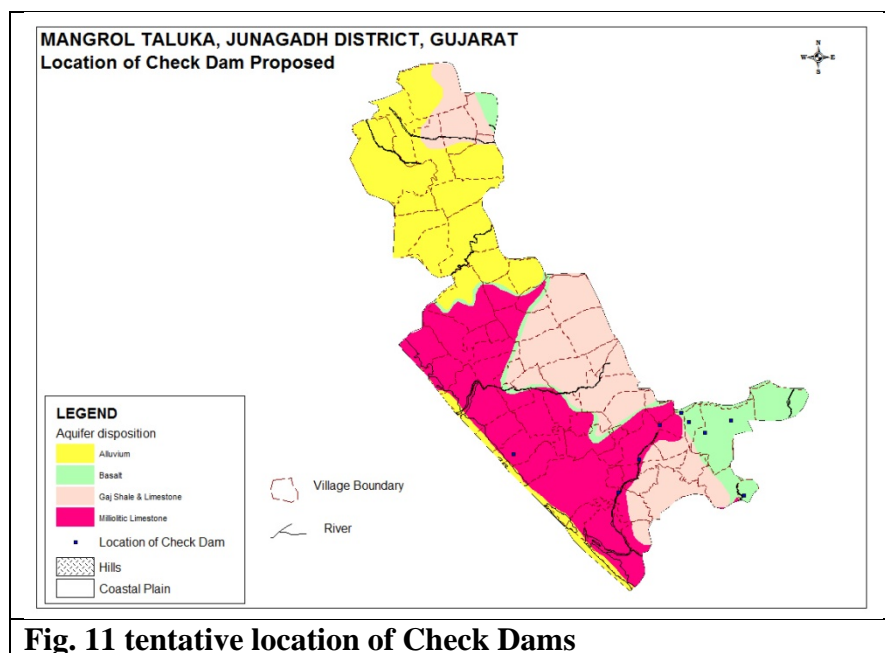 MANGROL TALUKA, JUNAGADH DISTRICT, GUJARAT
Location of Check Dam Proposed
N
W E
S
LEGEND
Aquifer disposition
Alluvium
Basalt
Gaj Shale & Limestone
Milliolitic Limestone
Location of Check Dam
Hills
Coastal Plain
Village Boundary
River
Fig. 11 tentative location of Check Dams